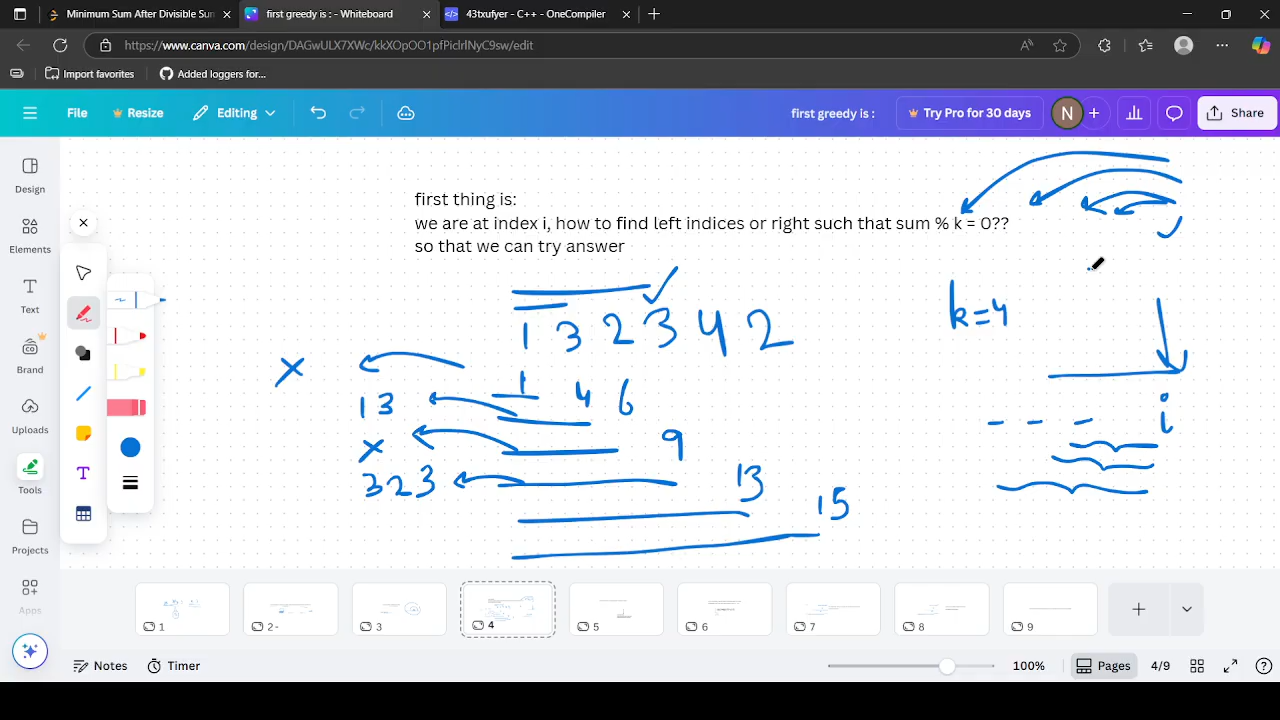 Minimum Sum After Divisible Sum
first greedy is : - Whiteboard
43txufyer - C++ - OneCompiler
https://www.canva.com/design/DAGwULX7XWc/kkXOpOO1pfPiclrlNyC9sw/edit
Import favorites
Added loggers for...
File
Resize
Editing
first greedy is :
N
Try Pro for 30 days
Share
Design
Elements
Text
Brand
Uploads
Tools
Projects
Apps
first thing is:
we are at index i, how to find left indices or right such that sum % k = 0??
so that we can try answer
1 3 2 3 4 2
k=4
1 4 6
13
9
x
323
13
15
i
1
2-
3
4
5
6
7
8
9
Notes
Timer
100%
Pages
4/9